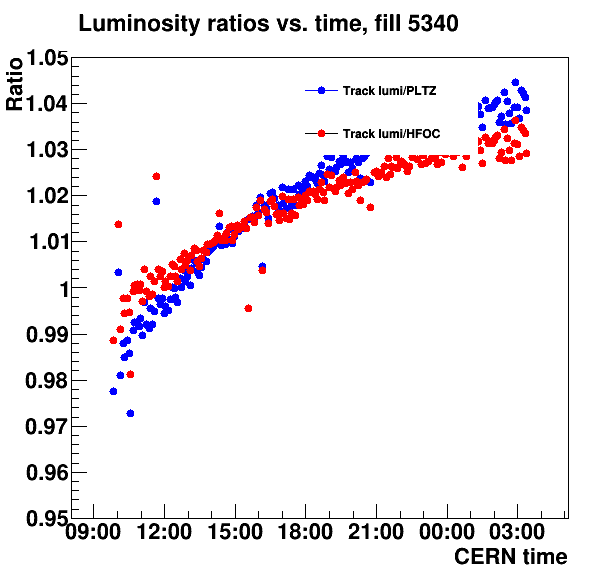 Luminosity ratios vs. time, fill 5340
Ratio
1.05
1.04
1.03
1.02
1.01
1
0.99
0.98
0.97
0.96
0.95
Track lumi/PLTZ
Track lumi/HFOC
09:00 12:00 15:00 18:00 21:00 00:00 03:00
CERN time